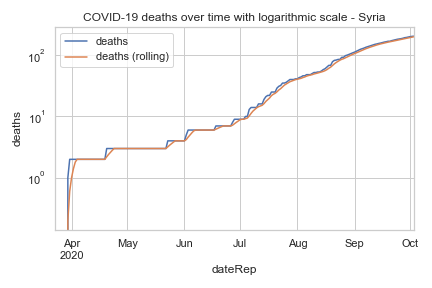 COVID-19 deaths over time with logarithmic scale - Syria
deaths
deaths (rolling)
10²
10¹
10⁰
deaths
Apr May Jun Jul Aug Sep Oct
2020
dateRep